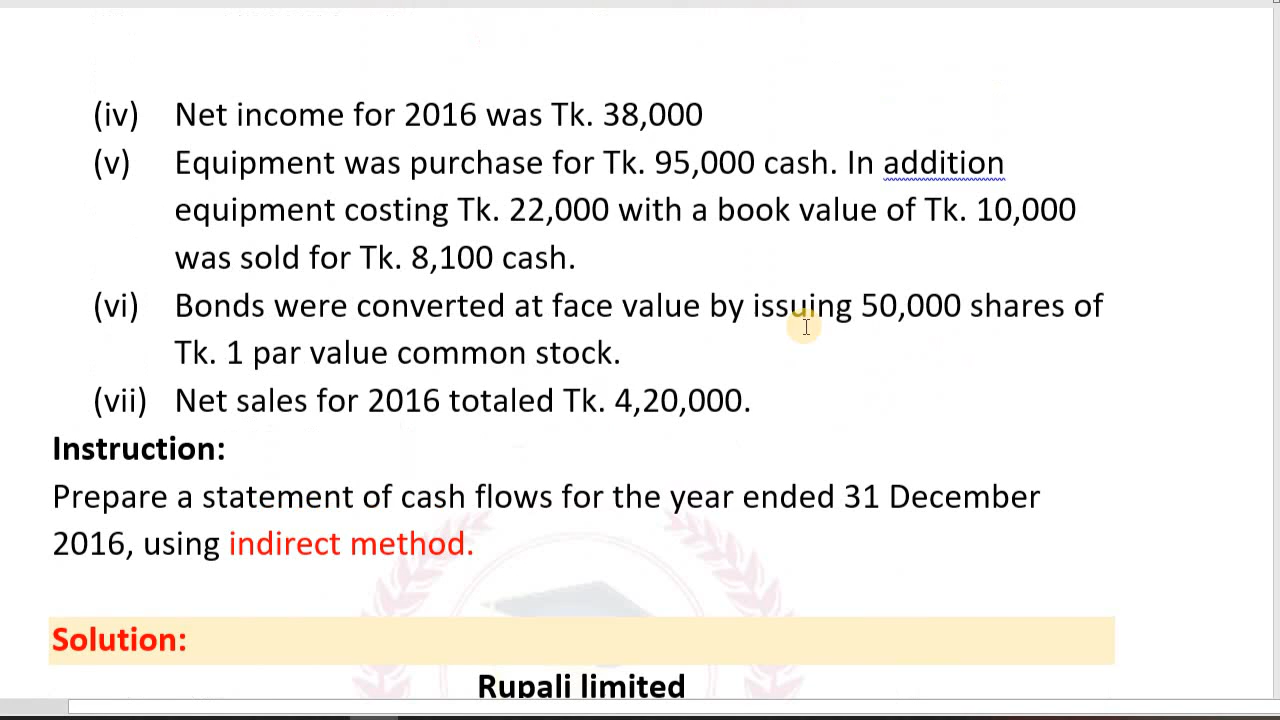 (iv) Net income for 2016 was Tk. 38,000
(v) Equipment was purchase for Tk. 95,000 cash. In addition
equipment costing Tk. 22,000 with a book value of Tk. 10,000
was sold for Tk. 8,100 cash.
(vi) Bonds were converted at face value by issuing 50,000 shares of
Tk. 1 par value common stock.
(vii) Net sales for 2016 totaled Tk. 4,20,000.
Instruction:
Prepare a statement of cash flows for the year ended 31 December
2016, using indirect method.
Solution:
Rupali limited